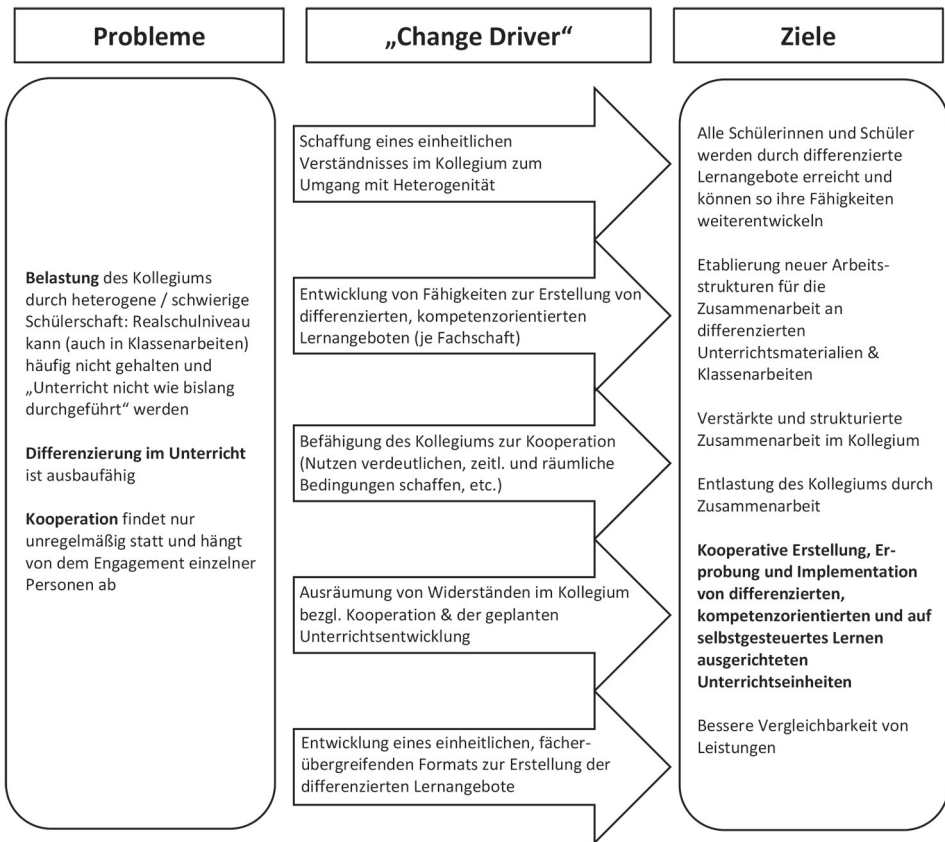 Probleme
„Change Driver“
Ziele
Belastung des Kollegiums
durch heterogene / schwierige
Schülerschaft: Realschulniveau
kann (auch in Klassenarbeiten)
häufig nicht gehalten und
„Unterricht nicht wie bislang
durchgeführt“ werden
Differenzierung im Unterricht
ist ausbaufähig
Kooperation findet nur
unregelmäßig statt und hängt
von dem Engagement einzelner
Personen ab
Schaffung eines einheitlichen
Verständnisses im Kollegium zum
Umgang mit Heterogenität
Entwicklung von Fähigkeiten zur Erstellung von
differenzierten, kompetenzorientierten
Lernangeboten (je Fachschaft)
Befähigung des Kollegiums zur Kooperation
(Nutzen verdeutlichen, zeitl. und räumliche
Bedingungen schaffen, etc.)
Ausräumung von Widerständen im Kollegium
bezgl. Kooperation & der geplanten
Unterrichtsentwicklung
Entwicklung eines einheitlichen, fächer-
übergreifenden Formats zur Erstellung der
differenzierten Lernangebote
Alle Schülerinnen und Schüler
werden durch differenzierte
Lernangebote erreicht und
können so ihre Fähigkeiten
weiterentwickeln
Etablierung neuer Arbeits-
strukturen für die
Zusammenarbeit an
differenzierten
Unterrichtsmaterialien &
Klassenarbeiten
Verstärkte und strukturierte
Zusammenarbeit im Kollegium
Entlastung des Kollegiums durch
Zusammenarbeit
Kooperative Erstellung, Er-
probung und Implementation
von differenzierten,
kompetenzorientierten und auf
selbstgesteuertes Lernen
ausgerichteten
Unterrichtseinheiten
Bessere Vergleichbarkeit von
Leistungen